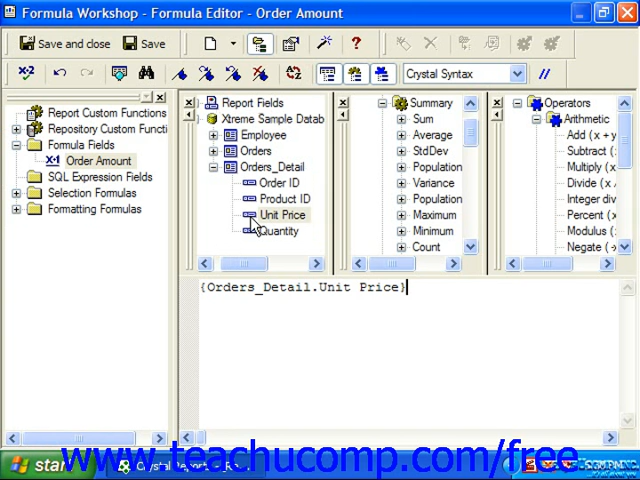 Formula Workshop - Formula Editor - Order Amount
Save and close
Save
Crystal Syntax
Report Custom Functions
Repository Custom Functi
Formula Fields
Order Amount
SQL Expression Fields
Selection Formulas
Formatting Formulas
Report Fields
Xtreme Sample Datab
Employee
Orders
Orders_Detail
Order ID
Product ID
Unit Price
Quantity
Summary
Sum
Average
StdDev
Population
Variance
Population
Maximum
Minimum
Count
Operators
Arithmetic
Add (x + y
Subtract (
Multiply (x
Divide (x
Integer div
Percent (x
Modulus (
Negate (-
{Orders_Detail.Unit Price}
start
www.teachucomp.com/free